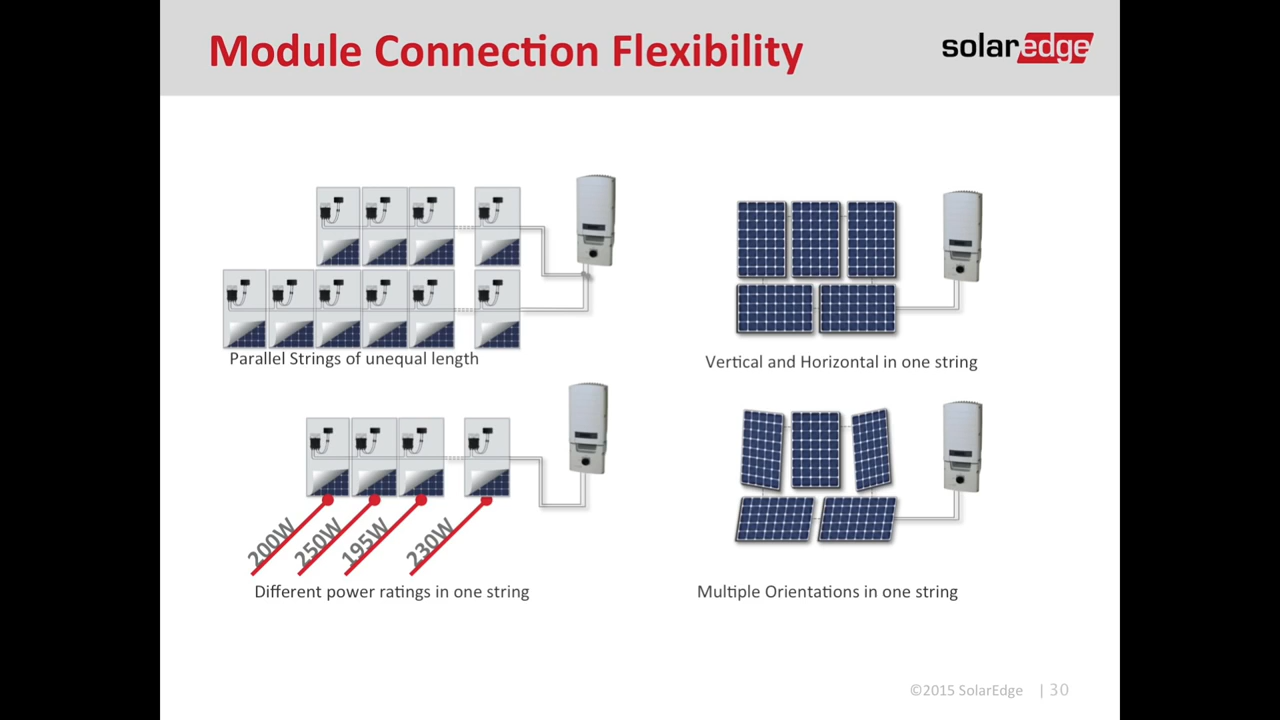 Module Connection Flexibility
solaredge
Parallel Strings of unequal length
Vertical and Horizontal in one string
200W
250W
195W
230W
Different power ratings in one string
Multiple Orientations in one string
©2015 SolarEdge | 30